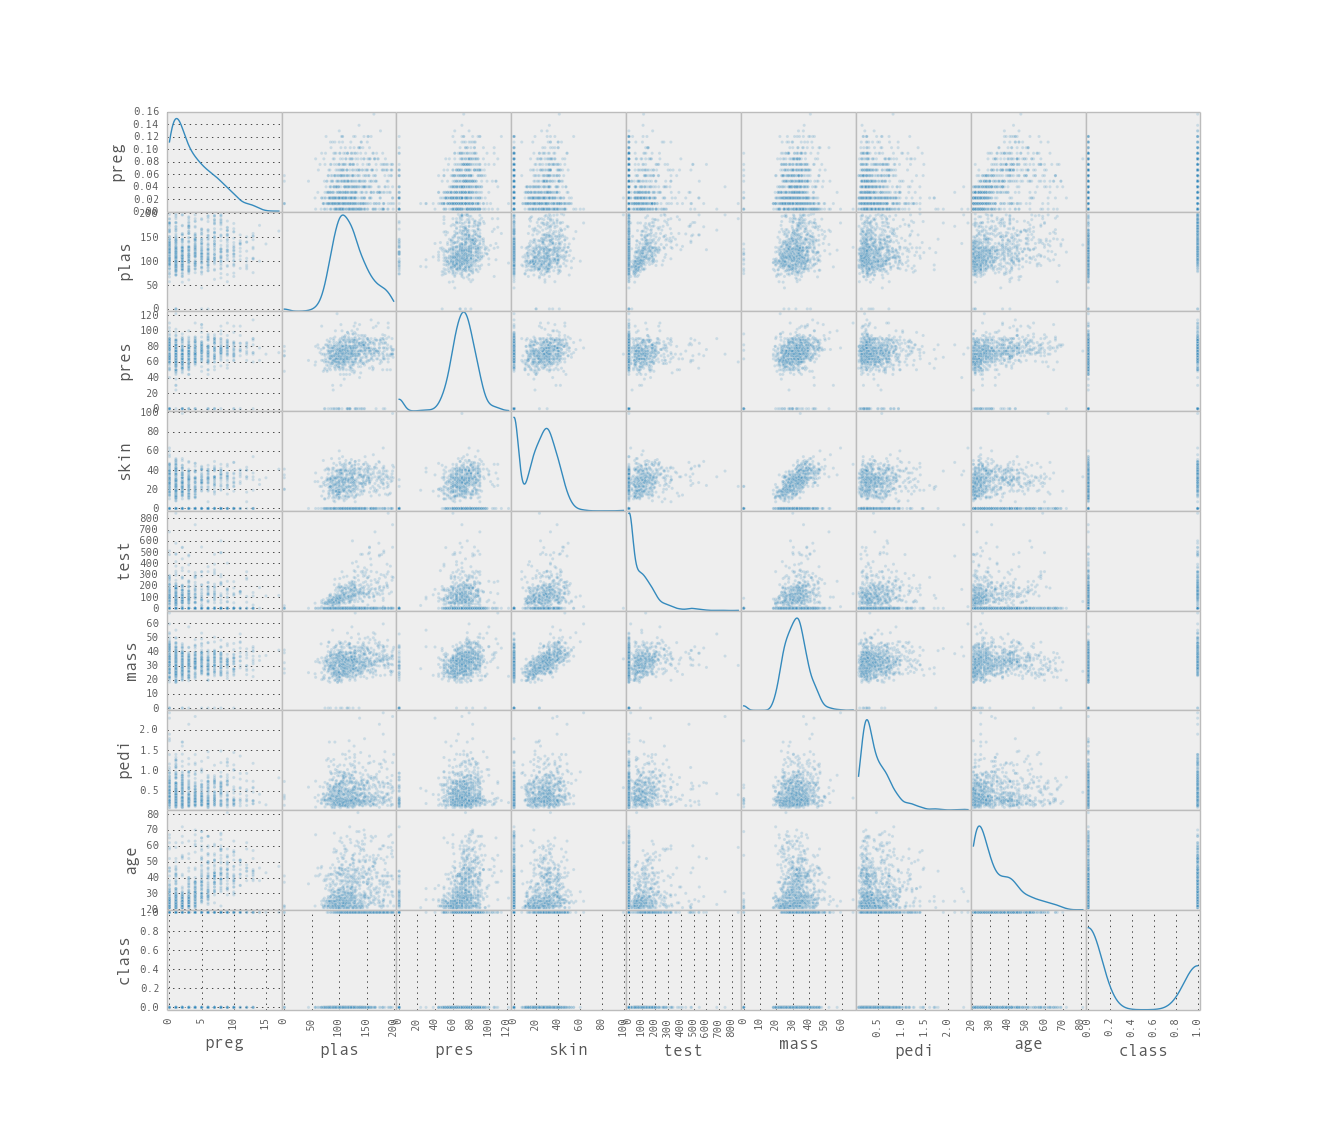 0.16
0.14
0.12
0.10
0.08
0.06
0.04
0.02
0.00
preg
200
150
100
50
0
plas
120
100
80
60
40
20
0
pres
100
80
60
40
20
0
skin
800
700
600
500
400
300
200
100
0
test
60
50
40
30
20
10
0
mass
2.0
1.5
1.0
0.5
pedi
80
70
60
50
40
30
20
age
1.0
0.8
0.6
0.4
0.2
0.0
class
0 5 10 15
preg
0 50 100 150 200
plas
0 20 40 60 80 100 120
pres
0 20 40 60 80 100
skin
0 100 200 300 400 500 600 700 800
test
0 10 20 30 40 50 60
mass
0.5 1.0 1.5 2.0
pedi
20 30 40 50 60 70 80
age
0.0 0.2 0.4 0.6 0.8 1.0
class